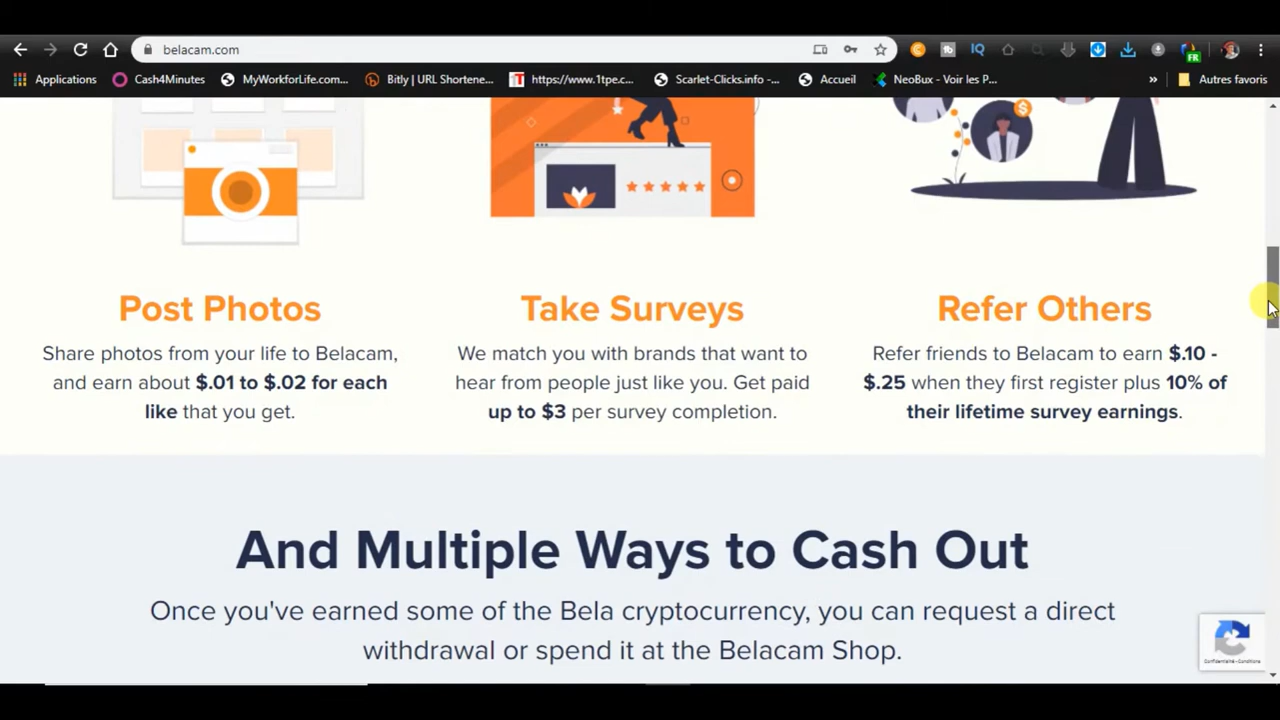 belacam.com
IQ
FR
Applications
Cash4Minutes
MyWorkforLife.com...
Bitly | URL Shortene...
https://www.1tpe.c...
Scarlet-Clicks.info -...
Accueil
NeoBux - Voir les P...
»
Autres favoris
Post Photos
Share photos from your life to Belacam,
and earn about $.01 to $.02 for each
like that you get.
Take Surveys
We match you with brands that want to
hear from people just like you. Get paid
up to $3 per survey completion.
Refer Others
Refer friends to Belacam to earn $.10 -
$.25 when they first register plus 10% of
their lifetime survey earnings.
And Multiple Ways to Cash Out
Once you've earned some of the Bela cryptocurrency, you can request a direct
withdrawal or spend it at the Belacam Shop.
Confidentialité - Conditions